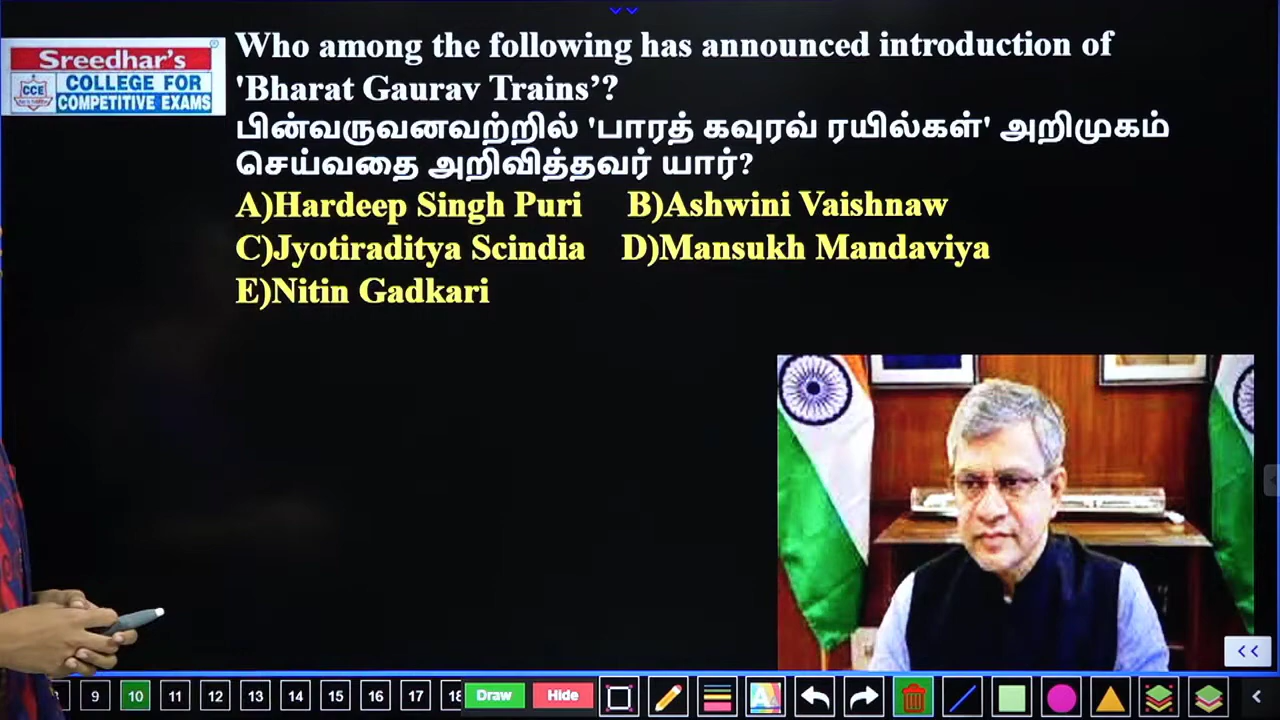 Sreedhar's
CCE
COLLEGE FOR
COMPETITIVE EXAMS
Who among the following has announced introduction of
'Bharat Gaurav Trains’?
பின்வருவனவற்றில் 'பாரத் கவுரவ் ரயில்கள்' அறிமுகம்
செய்வதை அறிவித்தவர் யார்?
A)Hardeep Singh Puri B)Ashwini Vaishnaw
C)Jyotiraditya Scindia D)Mansukh Mandaviya
E)Nitin Gadkari
9 10 11 12 13 14 15 16 17 Draw Hide